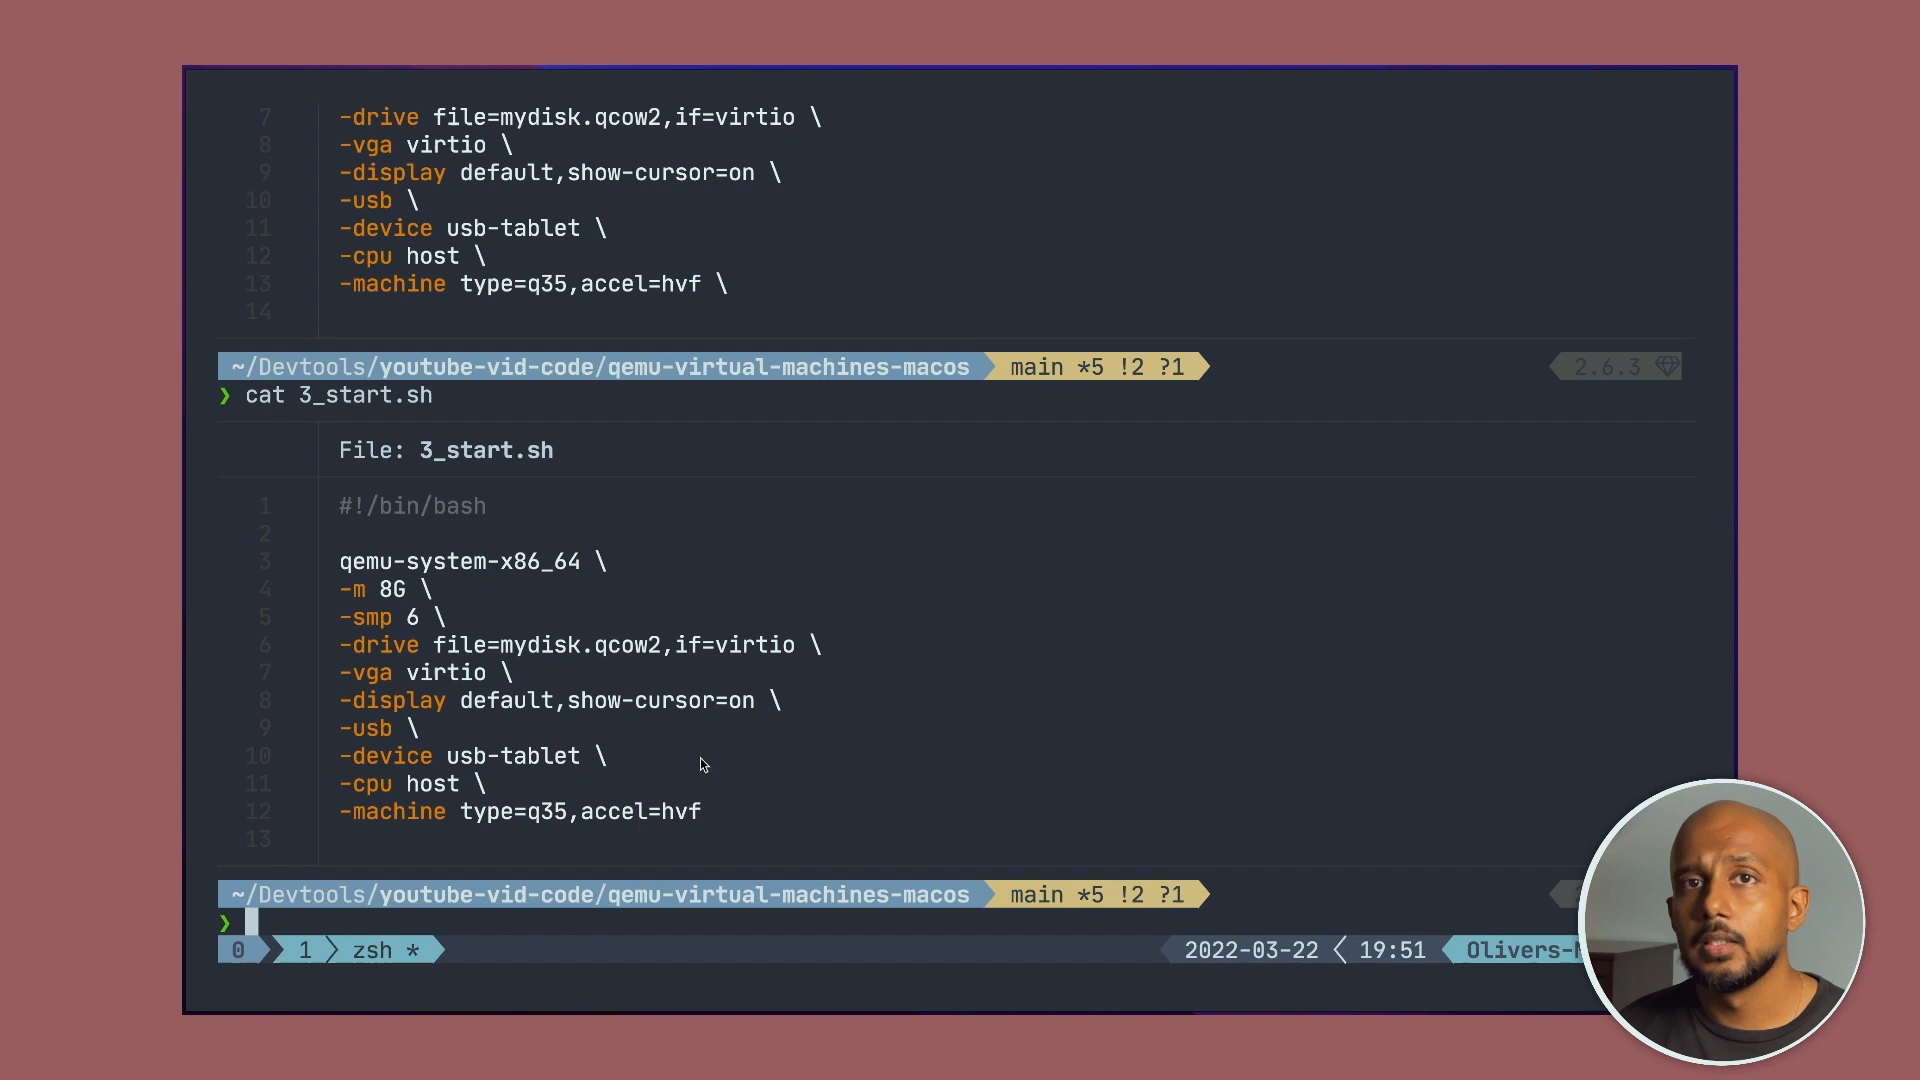 7 -drive file=mydisk.qcow2,if=virtio \
8 -vga virtio \
9 -display default,show-cursor=on \
10 -usb \
11 -device usb-tablet \
12 -cpu host \
13 -machine type=q35,accel=hvf \
14
~/Devtools/youtube-vid-code/qemu-virtual-machines-macos main *5 !2 ?1 2.6.3
❯ cat 3_start.sh
File: 3_start.sh
1 #!/bin/bash
2
3 qemu-system-x86_64 \
4 -m 8G \
5 -smp 6 \
6 -drive file=mydisk.qcow2,if=virtio \
7 -vga virtio \
8 -display default,show-cursor=on \
9 -usb \
10 -device usb-tablet \
11 -cpu host \
12 -machine type=q35,accel=hvf
13
~/Devtools/youtube-vid-code/qemu-virtual-machines-macos main *5 !2 ?1
❯
0 1 zsh * 2022-03-22 19:51 Olivers-